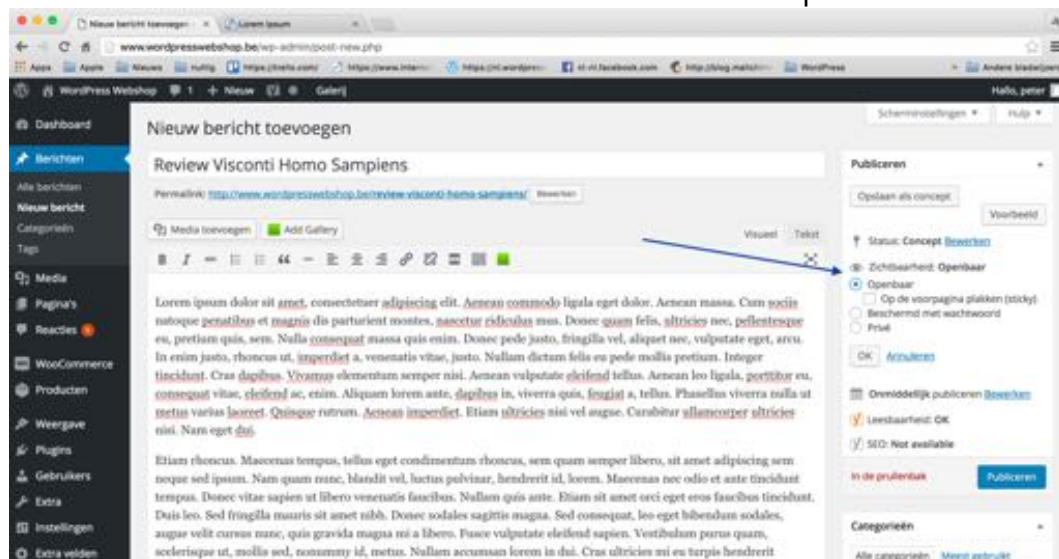 Nieuw bericht toevoegen
Lorem Ipsum
www.wordpresswebshop.be/wp-admin/post-new.php
Apps Apple Nieuws nuttig https://trello.com/ WordPress Andere bladwijzers
WordPress Webshop 1 + Nieuw Galerij Hallo, peter
Scherminstellingen Hulp
Dashboard
Nieuw bericht toevoegen
Berichten
Review Visconti Homo Sampiens
Publiceren
Alle berichten
Permalink: http://www.wordpresswebshop.be/review-visconti-homo-sampiens/ Bewerken
Opslaan als concept
Nieuw bericht
Voorbeeld
Categorieën
Media toevoegen Add Gallery Visueel Tekst
Status: Concept Bewerken
Tags
Zichtbaarheid: Openbaar
Media
Openbaar
Op de voorpagina plakken (sticky)
Pagina's
Beschermd met wachtwoord
Reacties
Privé
Lorem ipsum dolor sit amet, consectetuer adipiscing elit. Aenean commodo ligula eget dolor. Aenean massa. Cum sociis
natoque penatibus et magnis dis parturient montes, nascetur ridiculus mus. Donec quam felis, ultricies nec, pellentesque
eu, pretium quis, sem. Nulla consequat massa quis enim. Donec pede justo, fringilla vel, aliquet nec, vulputate eget, arcu.
In enim justo, rhoncus ut, imperdiet a, venenatis vitae, justo. Nullam dictum felis eu pede mollis pretium. Integer
tincidunt. Cras dapibus. Vivamus elementum semper nisi. Aenean vulputate eleifend tellus. Aenean leo ligula, porttitor eu,
consequat vitae, eleifend ac, enim. Aliquam lorem ante, dapibus in, viverra quis, feugiat a, tellus. Phasellus viverra nulla ut
metus varius laoreet. Quisque rutrum. Aenean imperdiet. Etiam ultricies nisi vel augue. Curabitur ullamcorper ultricies
nisi. Nam eget dui.
OK Annuleren
WooCommerce
Producten
Onmiddellijk publiceren Bewerken
Weergave
Leesbaarheid: OK
Plugins
SEO: Not available
Gebruikers
In de prullenbak Publiceren
Extra
Etiam rhoncus. Maecenas tempus, tellus eget condimentum rhoncus, sem quam semper libero, sit amet adipiscing sem
neque sed ipsum. Nam quam nunc, blandit vel, luctus pulvinar, hendrerit id, lorem. Maecenas nec odio et ante tincidunt
tempus. Donec vitae sapien ut libero venenatis faucibus. Nullam quis ante. Etiam sit amet orci eget eros faucibus tincidunt.
Duis leo. Sed fringilla mauris sit amet nibh. Donec sodales sagittis magna. Sed consequat, leo eget bibendum sodales,
augue velit cursus nunc, quis gravida magna mi a libero. Fusce vulputate eleifend sapien. Vestibulum purus quam,
scelerisque ut, mollis sed, nonummy id, metus. Nullam accumsan lorem in dui. Cras ultricies mi eu turpis hendrerit
Instellingen
Categorieën
Extra velden
Alle categorieën Meest gebruikt